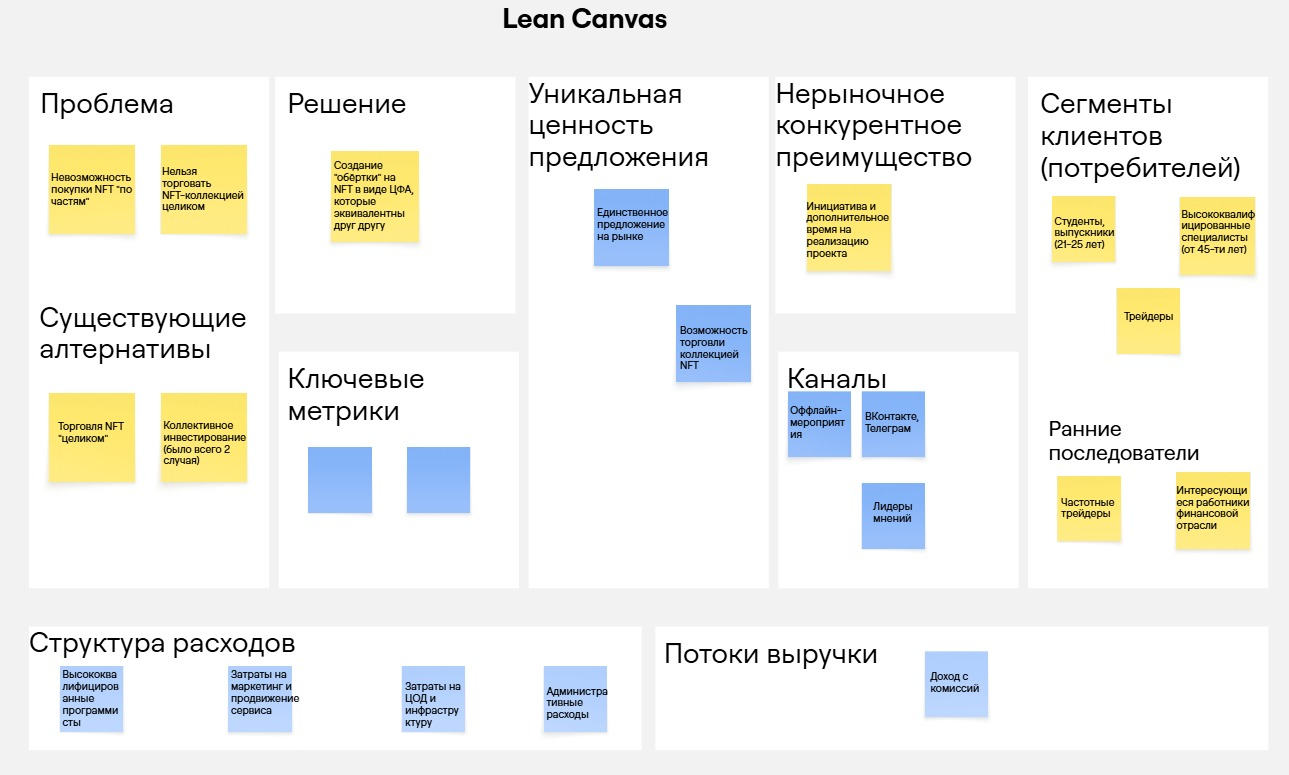 Lean Canvas
Проблема
Невозможность
покупки NFT "по
частям"
Нельзя
торговать
NFT-коллекцией
целиком
Существующие
алтернативы
Торговля NFT
"целиком"
Коллективное
инвестирование
(было всего 2
случая)
Решение
Создание
"обёртки" на
NFT в виде ЦФА,
которые
эквивалентны
друг другу
Ключевые
метрики
Уникальная
ценность
предложения
Единственное
предложение
на рынке
Возможность
торговли
коллекцией
NFT
Нерыночное
конкурентное
преимущество
Инициатива и
дополнительное
время на
реализацию
проекта
Каналы
Оффлайн-
мероприят
ия
ВКонтакте,
Телеграм
Лидеры
мнений
Сегменты
клиентов
(потребителей)
Студенты,
выпускники
(21-25 лет)
Высококвалиф
ицированные
специалисты
(от 45-ти лет)
Трейдеры
Ранние
последователи
Частотные
трейдеры
Интересующи
еся работники
финансовой
отрасли
Структура расходов
Высококва
лифициров
анные
программи
сты
Затраты на
маркетинг и
продвижение
сервиса
Затраты на
ЦОД и
инфрастру
ктуру
Администра
тивные
расходы
Потоки выручки
Доход с
комиссий